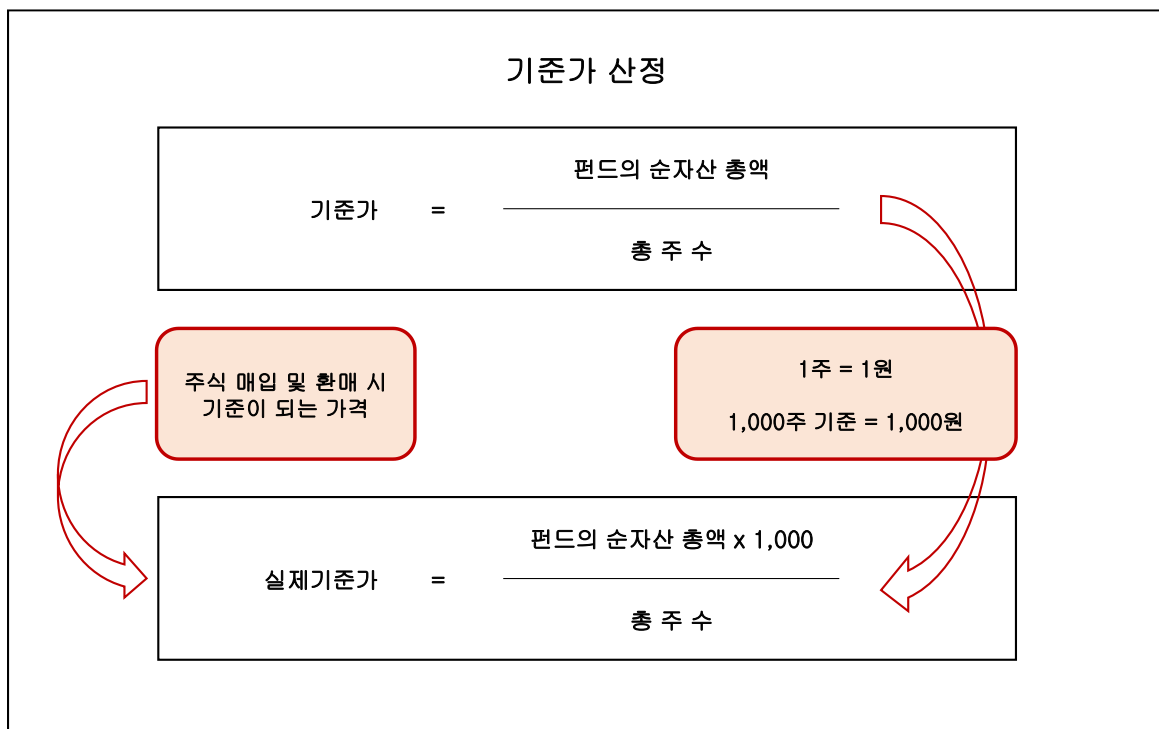 기준가 산정
펀드의 순자산 총액
기준가 =
총 주 수
주식 매입 및 환매 시
기준이 되는 가격
1주 = 1원
1,000주 기준 = 1,000원
펀드의 순자산 총액 x 1,000
실제기준가 =
총 주 수